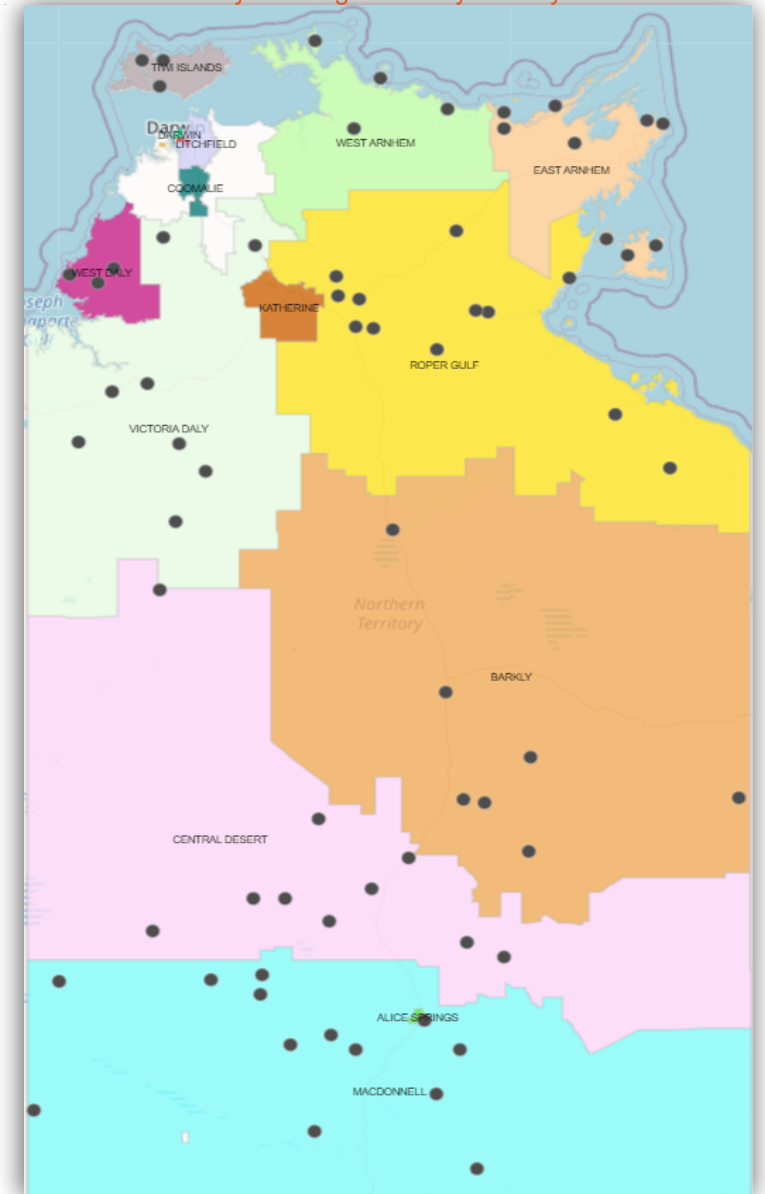 TIWI ISLANDS
Darwin
DARWIN
LITCHFIELD
WEST ARNHEM
EAST ARNHEM
COOMALIE
WEST DALY
KATHERINE
ROPER GULF
VICTORIA DALY
Northern
Territory
BARKLY
CENTRAL DESERT
ALICE SPRINGS
MACDONNELL